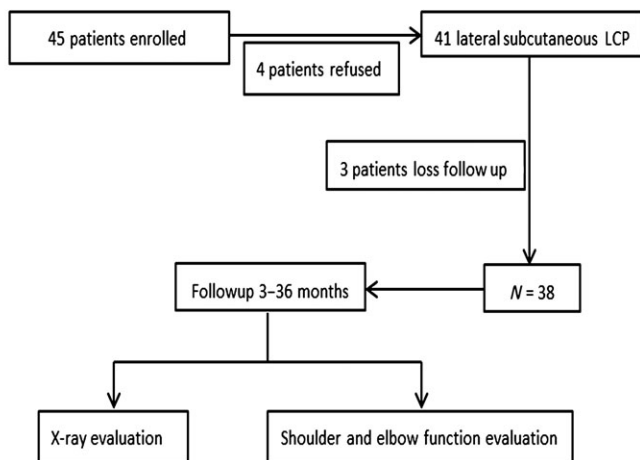 45 patients enrolled
41 lateral subcutaneous LCP
4 patients refused
3 patients loss follow up
N = 38
Followup 3–36 months
X-ray evaluation
Shoulder and elbow function evaluation